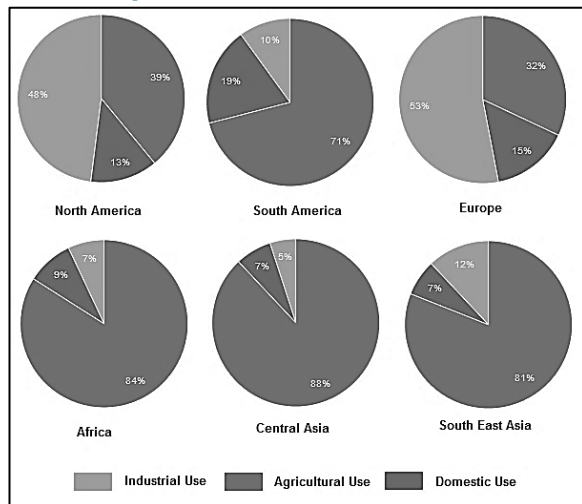 48% 39% 13%
10% 19% 71%
53% 32% 15%
North America South America Europe
7% 9% 84%
5% 7% 88%
12% 7% 81%
Africa Central Asia South East Asia
Industrial Use Agricultural Use Domestic Use